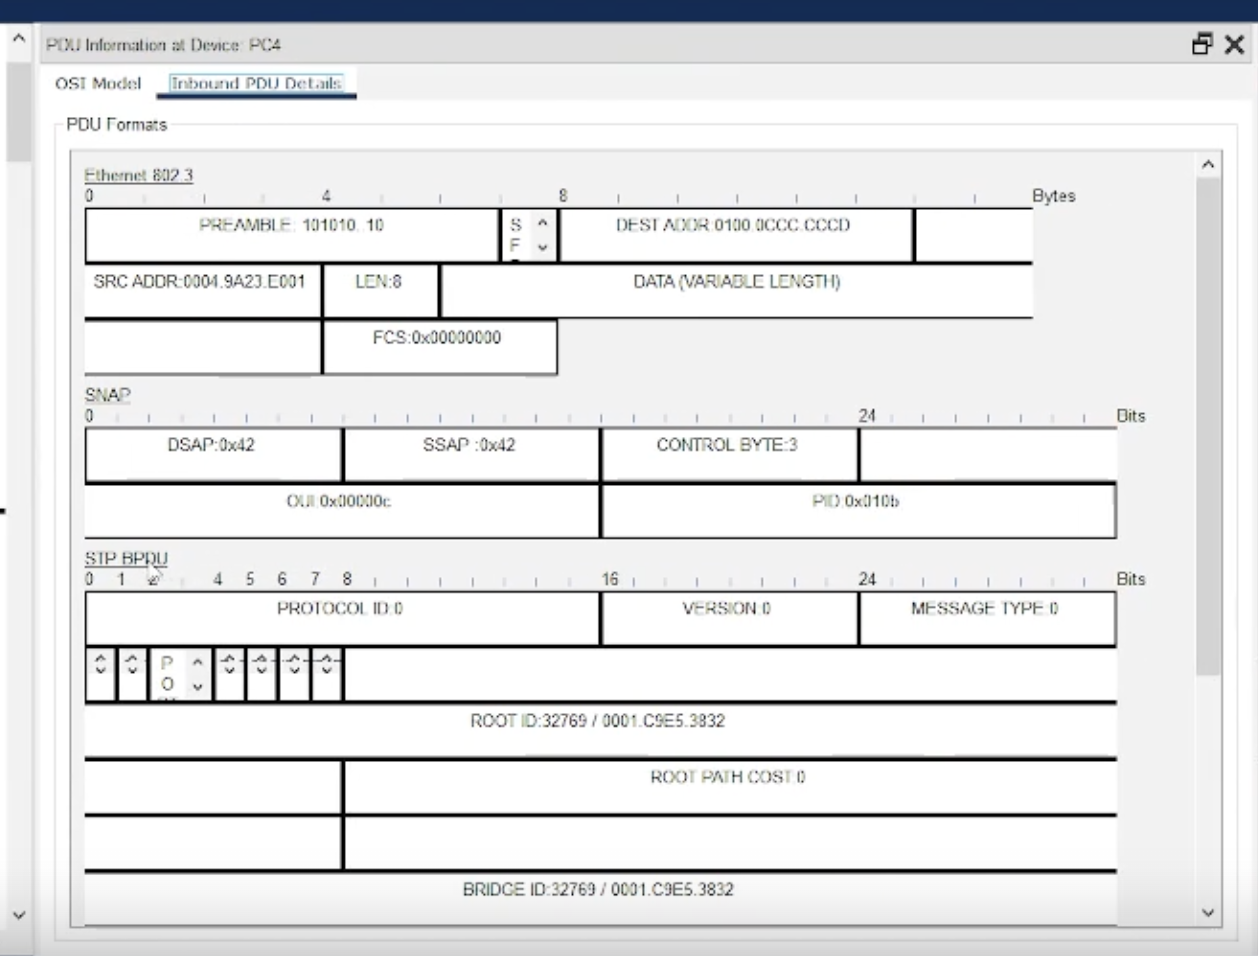 PDU Information at Device: PC4
OSI Model Inbound PDU Details
PDU Formats
Ethernet 802.3
0 4 8 Bytes
PREAMBLE: 101010..10 S F DEST ADDR:0100.0CCC.CCCD
SRC ADDR:0004.9A23.E001 LEN:8 DATA (VARIABLE LENGTH)
FCS:0x00000000
SNAP
0 24 Bits
DSAP:0x42 SSAP :0x42 CONTROL BYTE:3
OUI:0x00000c PID:0x010b
STP BPDU
0 1 2 4 5 6 7 8 16 24 Bits
PROTOCOL ID:0 VERSION:0 MESSAGE TYPE:0
P O
ROOT ID:32769 / 0001.C9E5.3832
ROOT PATH COST:0
BRIDGE ID:32769 / 0001.C9E5.3832